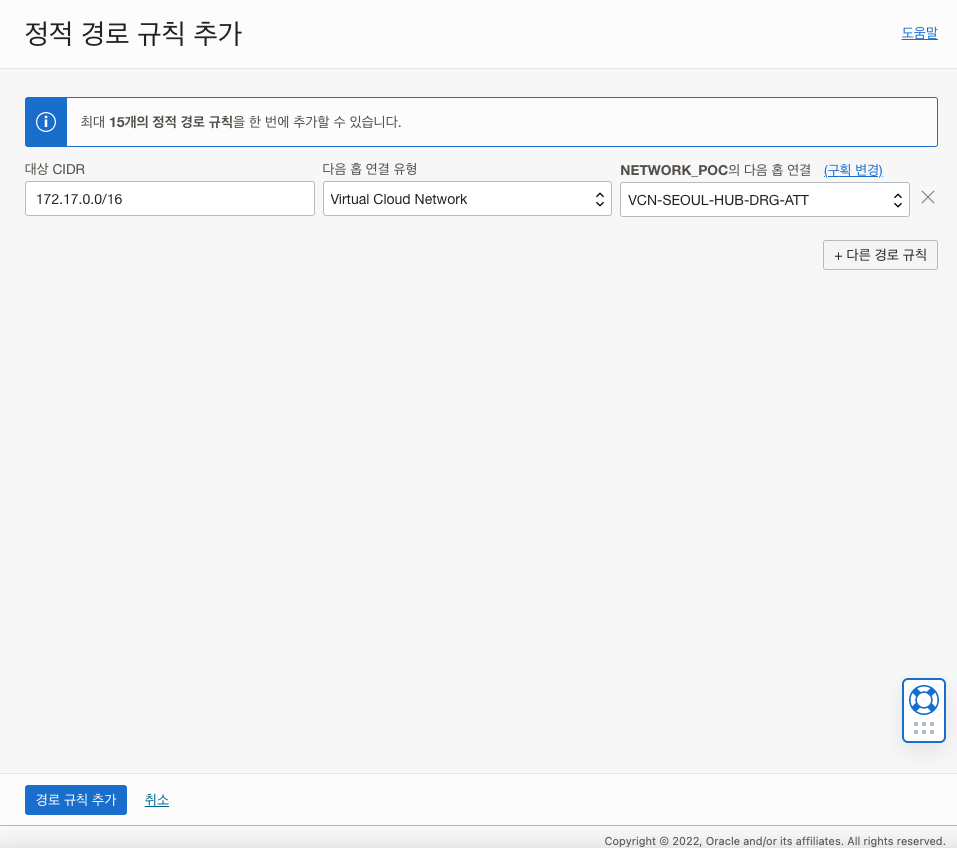 정적 경로 규칙 추가
도움말
최대 15개의 정적 경로 규칙을 한 번에 추가할 수 있습니다.
대상 CIDR
172.17.0.0/16
다음 홉 연결 유형
Virtual Cloud Network
NETWORK_POC의 다음 홉 연결 (구획 변경)
VCN-SEOUL-HUB-DRG-ATT
+ 다른 경로 규칙
경로 규칙 추가
취소
Copyright © 2022, Oracle and/or its affiliates. All rights reserved.